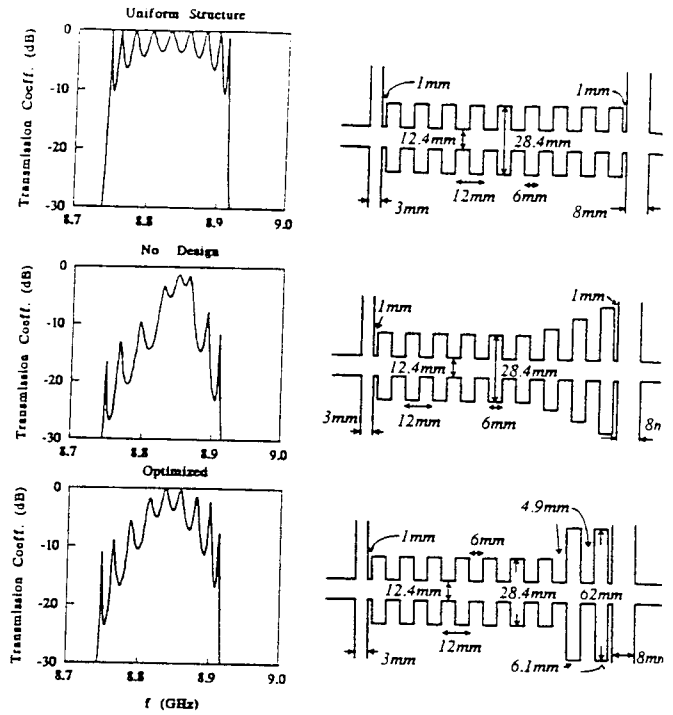 Uniform Structure
Transmission Coeff. (dB)
0
-10
-20
-30
8.7
8.8
8.9
9.0
1mm
1mm
12.4mm
28.4mm
12mm
6mm
3mm
8mm
No Design
Transmission Coeff. (dB)
0
-10
-20
-30
8.7
8.8
8.9
9.0
1mm
1mm
12.4mm
28.4mm
3mm
12mm
6mm
8m
Optimized
Transmission Coeff. (dB)
0
-10
-20
-30
8.7
8.8
8.9
9.0
f (GHz)
4.9mm
1mm
6mm
12.4mm
28.4mm
62mm
12mm
3mm
6.1mm
8mm